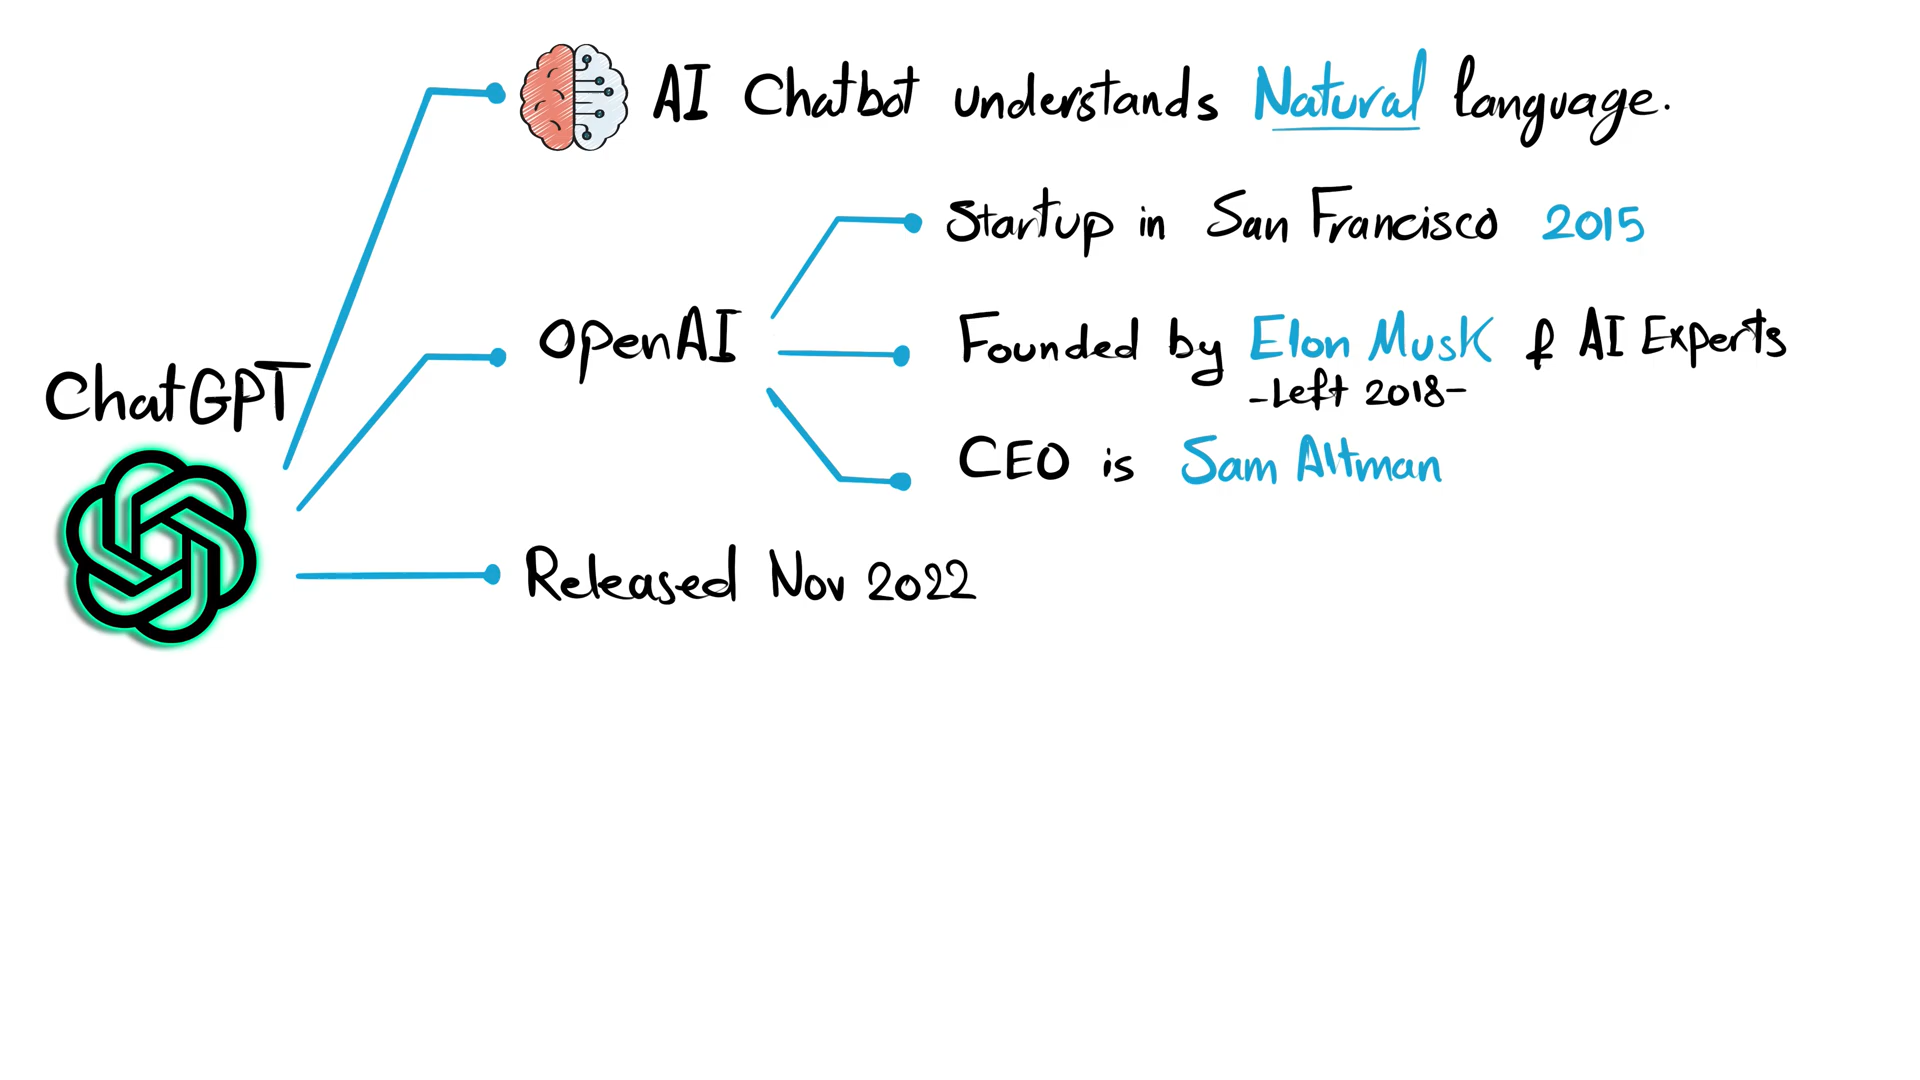 AI Chatbot understands Natural language.
Startup in San Francisco 2015
OpenAI
Founded by Elon Musk & AI Experts
-Left 2018-
ChatGPT
CEO is Sam Altman
Released Nov 2022